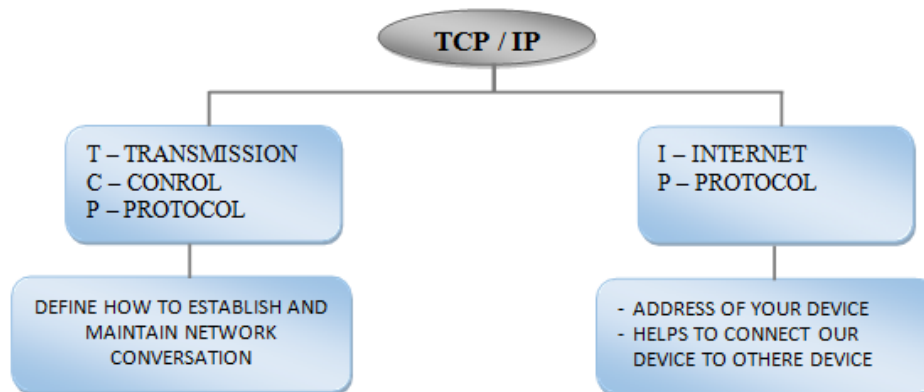 TCP / IP
T – TRANSMISSION
C – CONROL
P – PROTOCOL
I – INTERNET
P – PROTOCOL
DEFINE HOW TO ESTABLISH AND
MAINTAIN NETWORK
CONVERSATION
- ADDRESS OF YOUR DEVICE
- HELPS TO CONNECT OUR
DEVICE TO OTHERE DEVICE